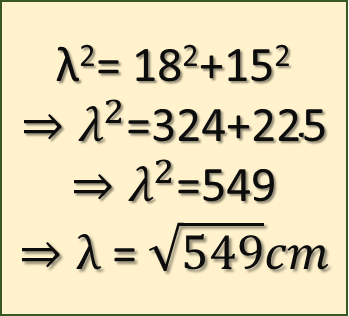 λ²= 18²+15²
⇒ λ²=324+225
⇒ λ²=549
⇒ λ = √549cm